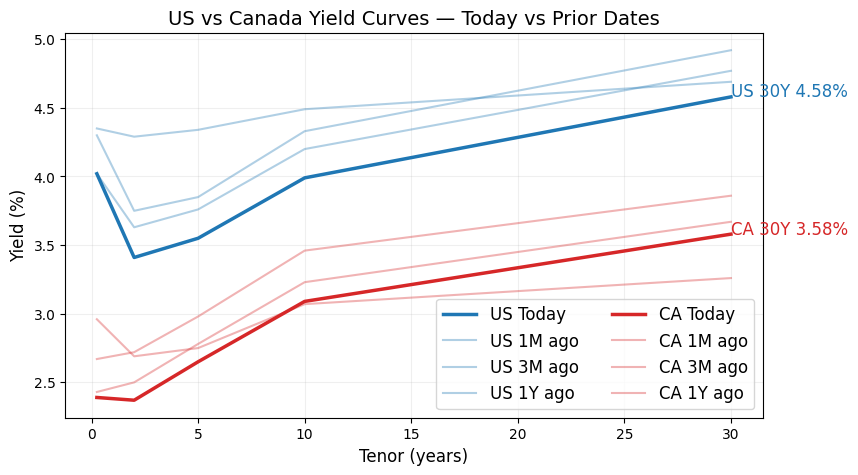 US vs Canada Yield Curves — Today vs Prior Dates
Yield (%)
5.0
4.5
4.0
3.5
3.0
2.5
US 30Y 4.58%
CA 30Y 3.58%
US Today
US 1M ago
US 3M ago
US 1Y ago
CA Today
CA 1M ago
CA 3M ago
CA 1Y ago
0 5 10 15 20 25 30
Tenor (years)